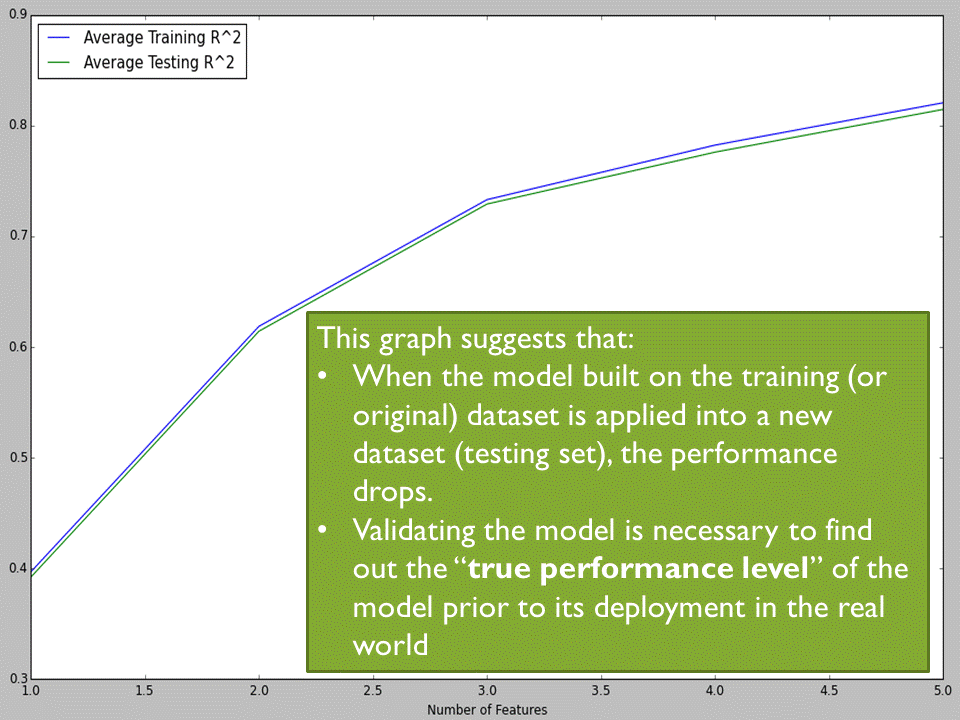 0.9
Average Training R^2
Average Testing R^2
0.8
0.7
0.6
0.5
0.4
0.3
This graph suggests that:
• When the model built on the training (or
original) dataset is applied into a new
dataset (testing set), the performance
drops.
• Validating the model is necessary to find
out the “true performance level” of the
model prior to its deployment in the real
world
1.0 1.5 2.0 2.5 3.0 3.5 4.0 4.5 5.0
Number of Features